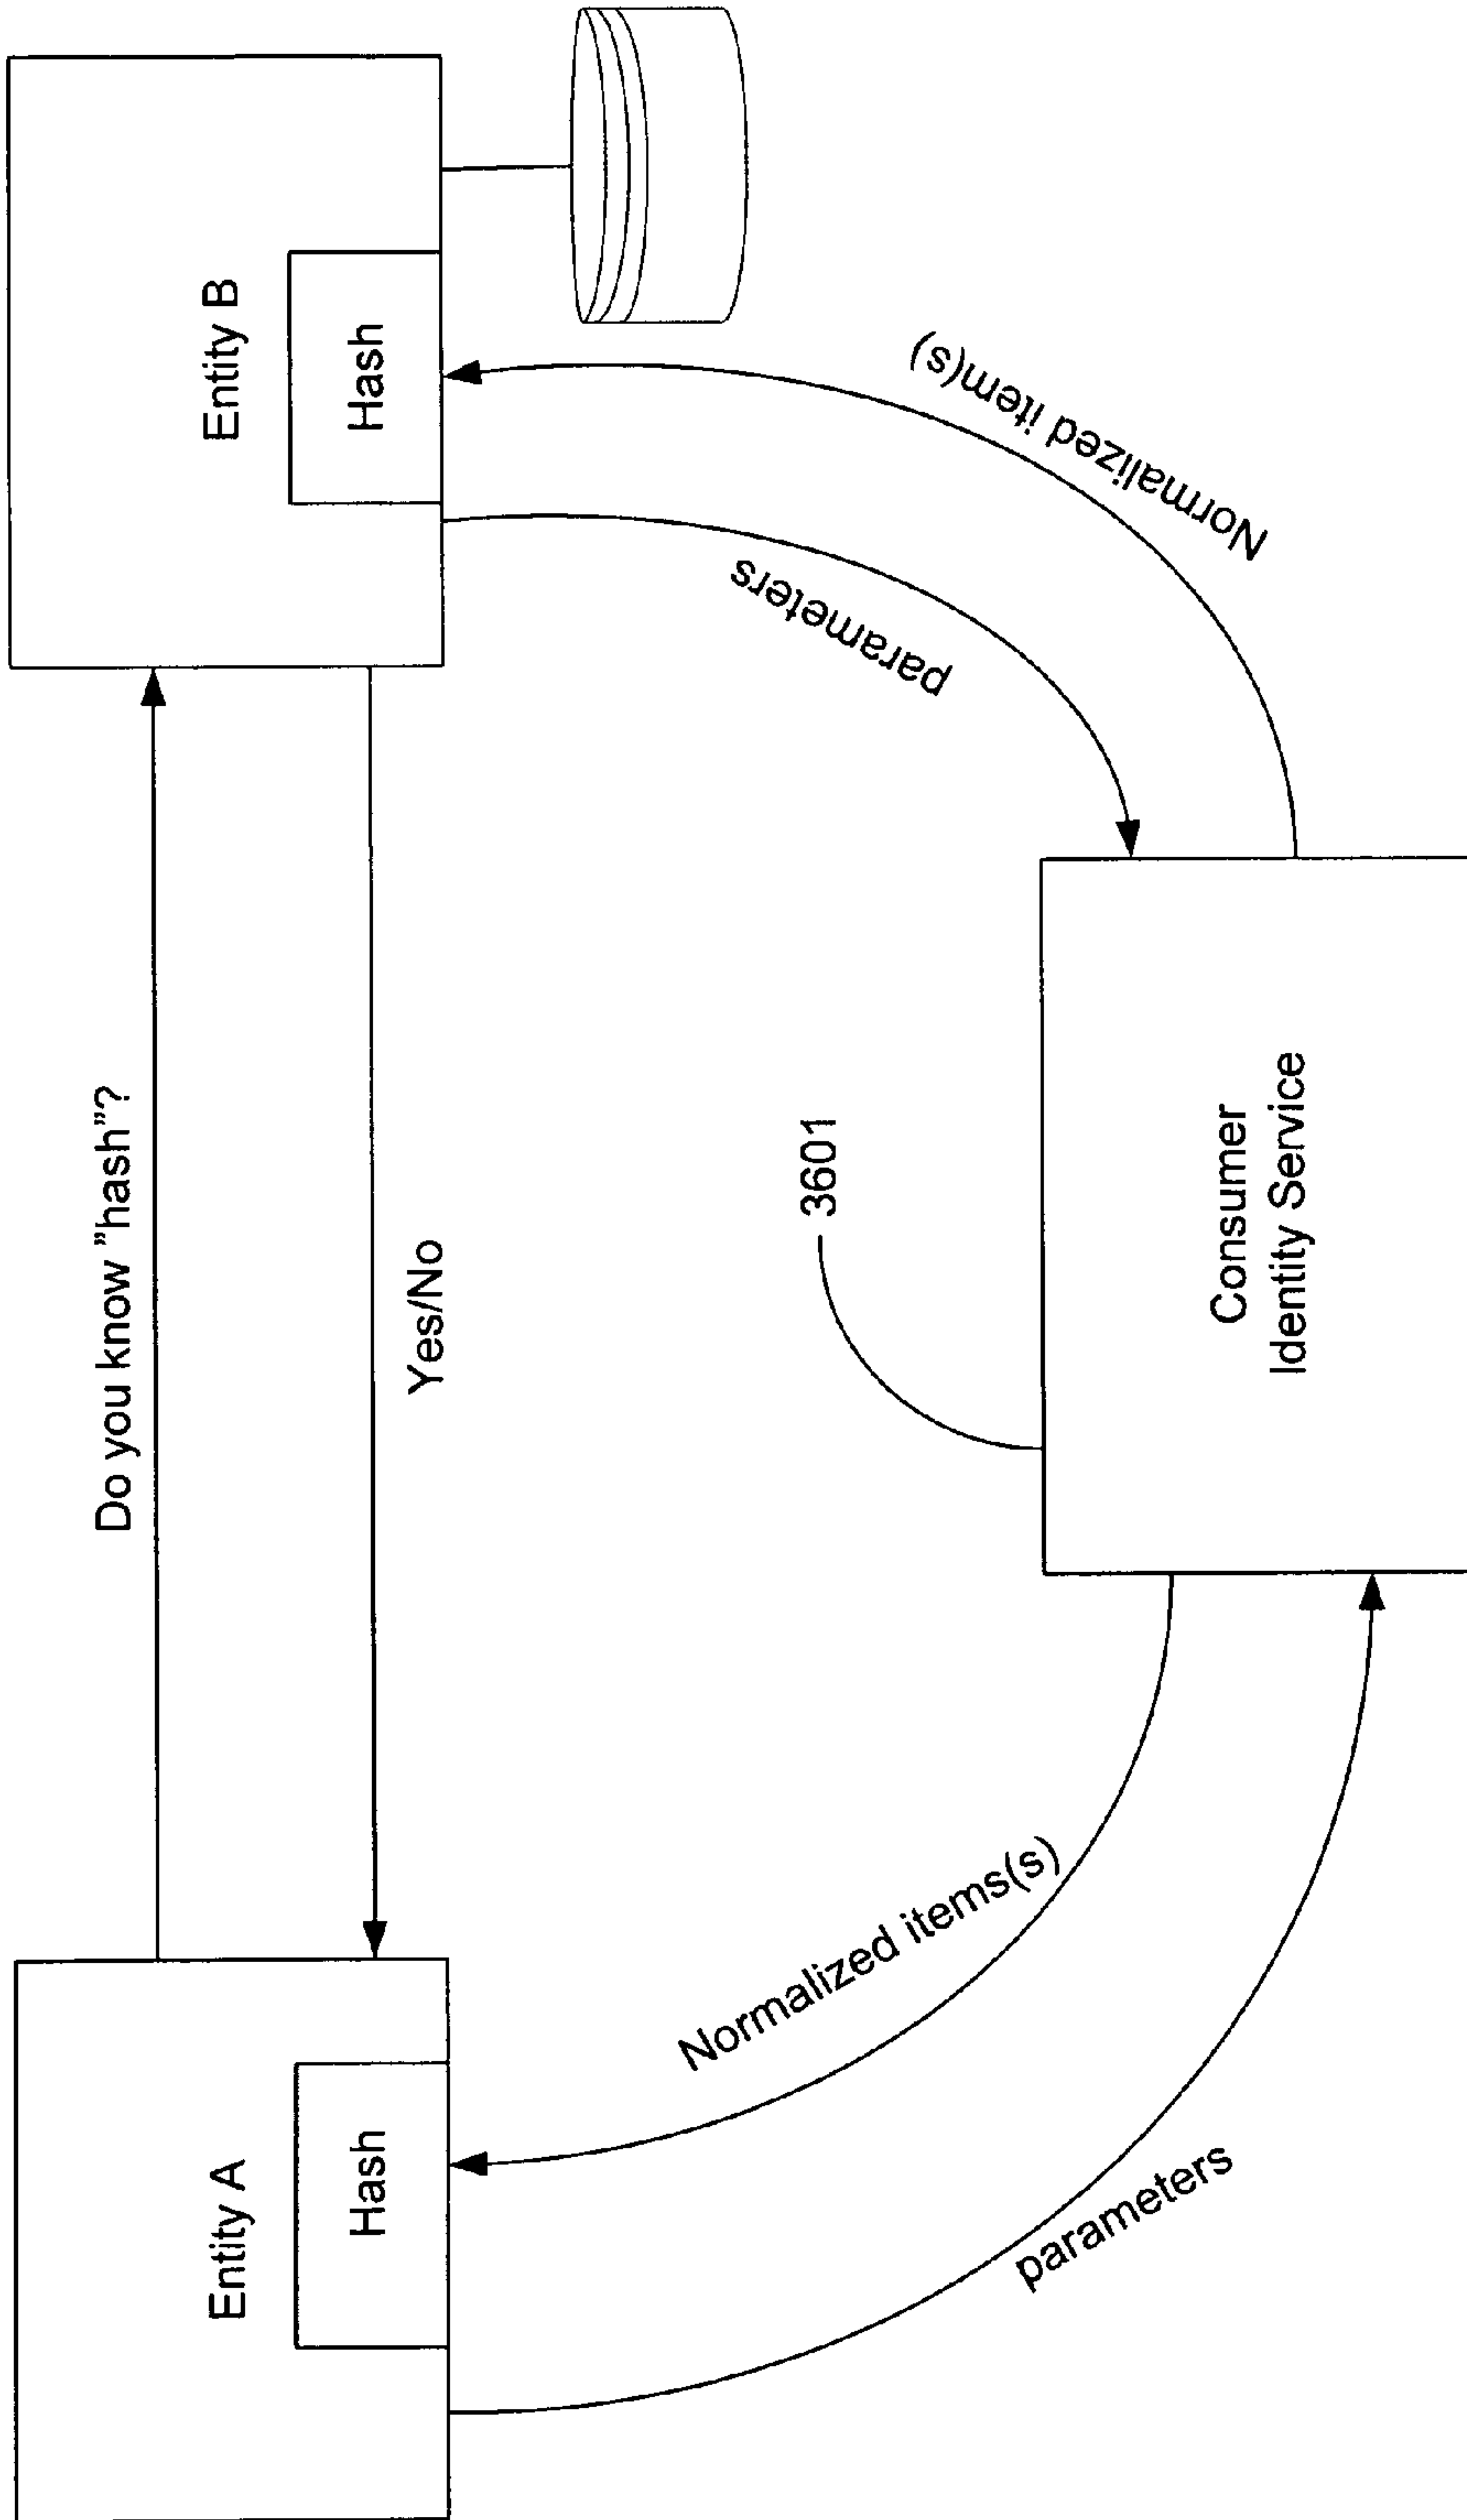 Do you know "hash"?
Entity A
Hash
Entity B
Hash
Yes/No
3601
Normalized items(s)
parameters
parameters
Normalized item(s)
Consumer
Identity Service